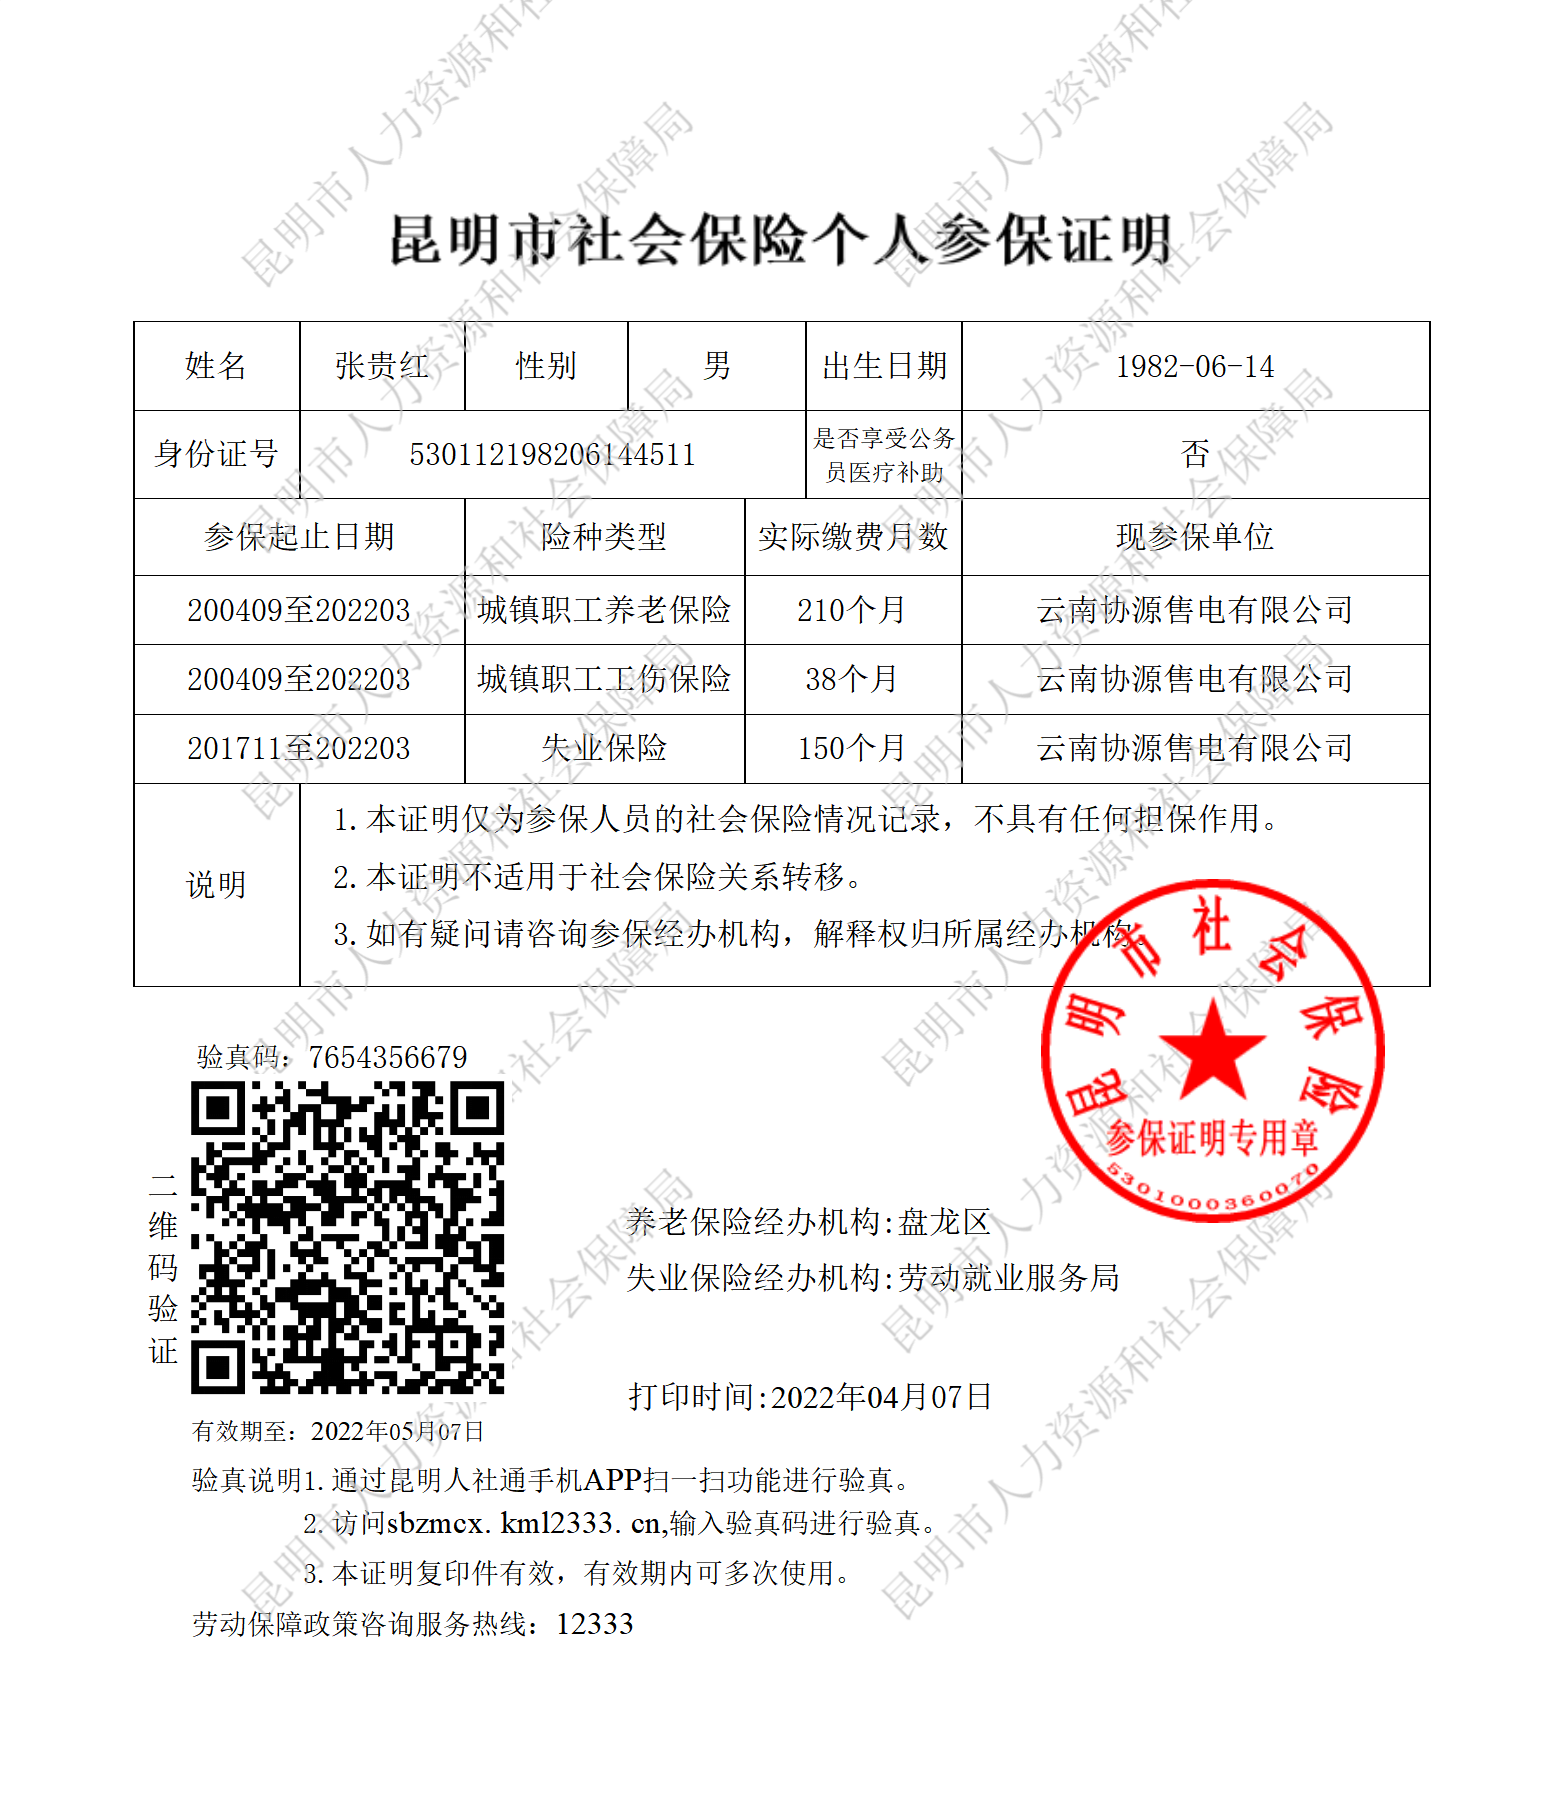 昆明市社会保险个人参保证明
姓名 张贵红 性别 男 出生日期 1982-06-14
身份证号 530112198206144511 是否享受公务员医疗补助 否
参保起止日期 险种类型 实际缴费月数 现参保单位
200409至202203 城镇职工养老保险 210个月 云南协源售电有限公司
200409至202203 城镇职工工伤保险 38个月 云南协源售电有限公司
201711至202203 失业保险 150个月 云南协源售电有限公司
说明
1.本证明仅为参保人员的社会保险情况记录，不具有任何担保作用。
2.本证明不适用于社会保险关系转移。
3.如有疑问请咨询参保经办机构，解释权归所属经办机构。
昆明市社会保险
参保证明专用章
5301000360070
验真码：7654356679
二维码验证
养老保险经办机构:盘龙区
失业保险经办机构:劳动就业服务局
打印时间:2022年04月07日
有效期至：2022年05月07日
验真说明1.通过昆明人社通手机APP扫一扫功能进行验真。
2.访问sbzmcx.kml2333.cn,输入验真码进行验真。
3.本证明复印件有效，有效期内可多次使用。
劳动保障政策咨询服务热线：12333
昆明市人力资源和社会保障局